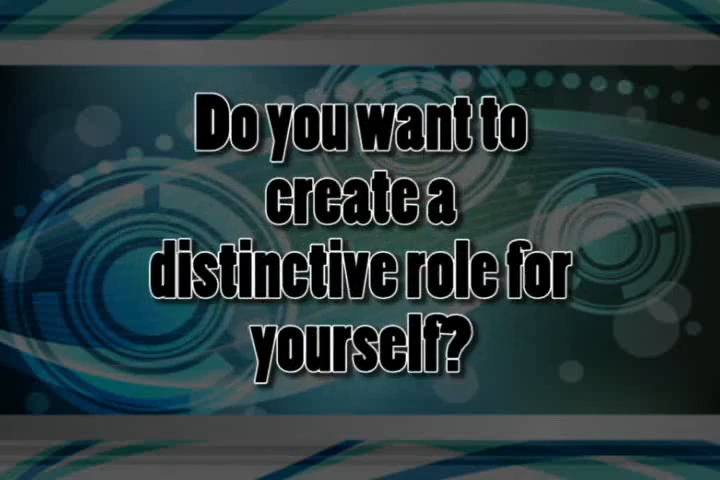 Do you want to
create a
distinctive role for
yourself?